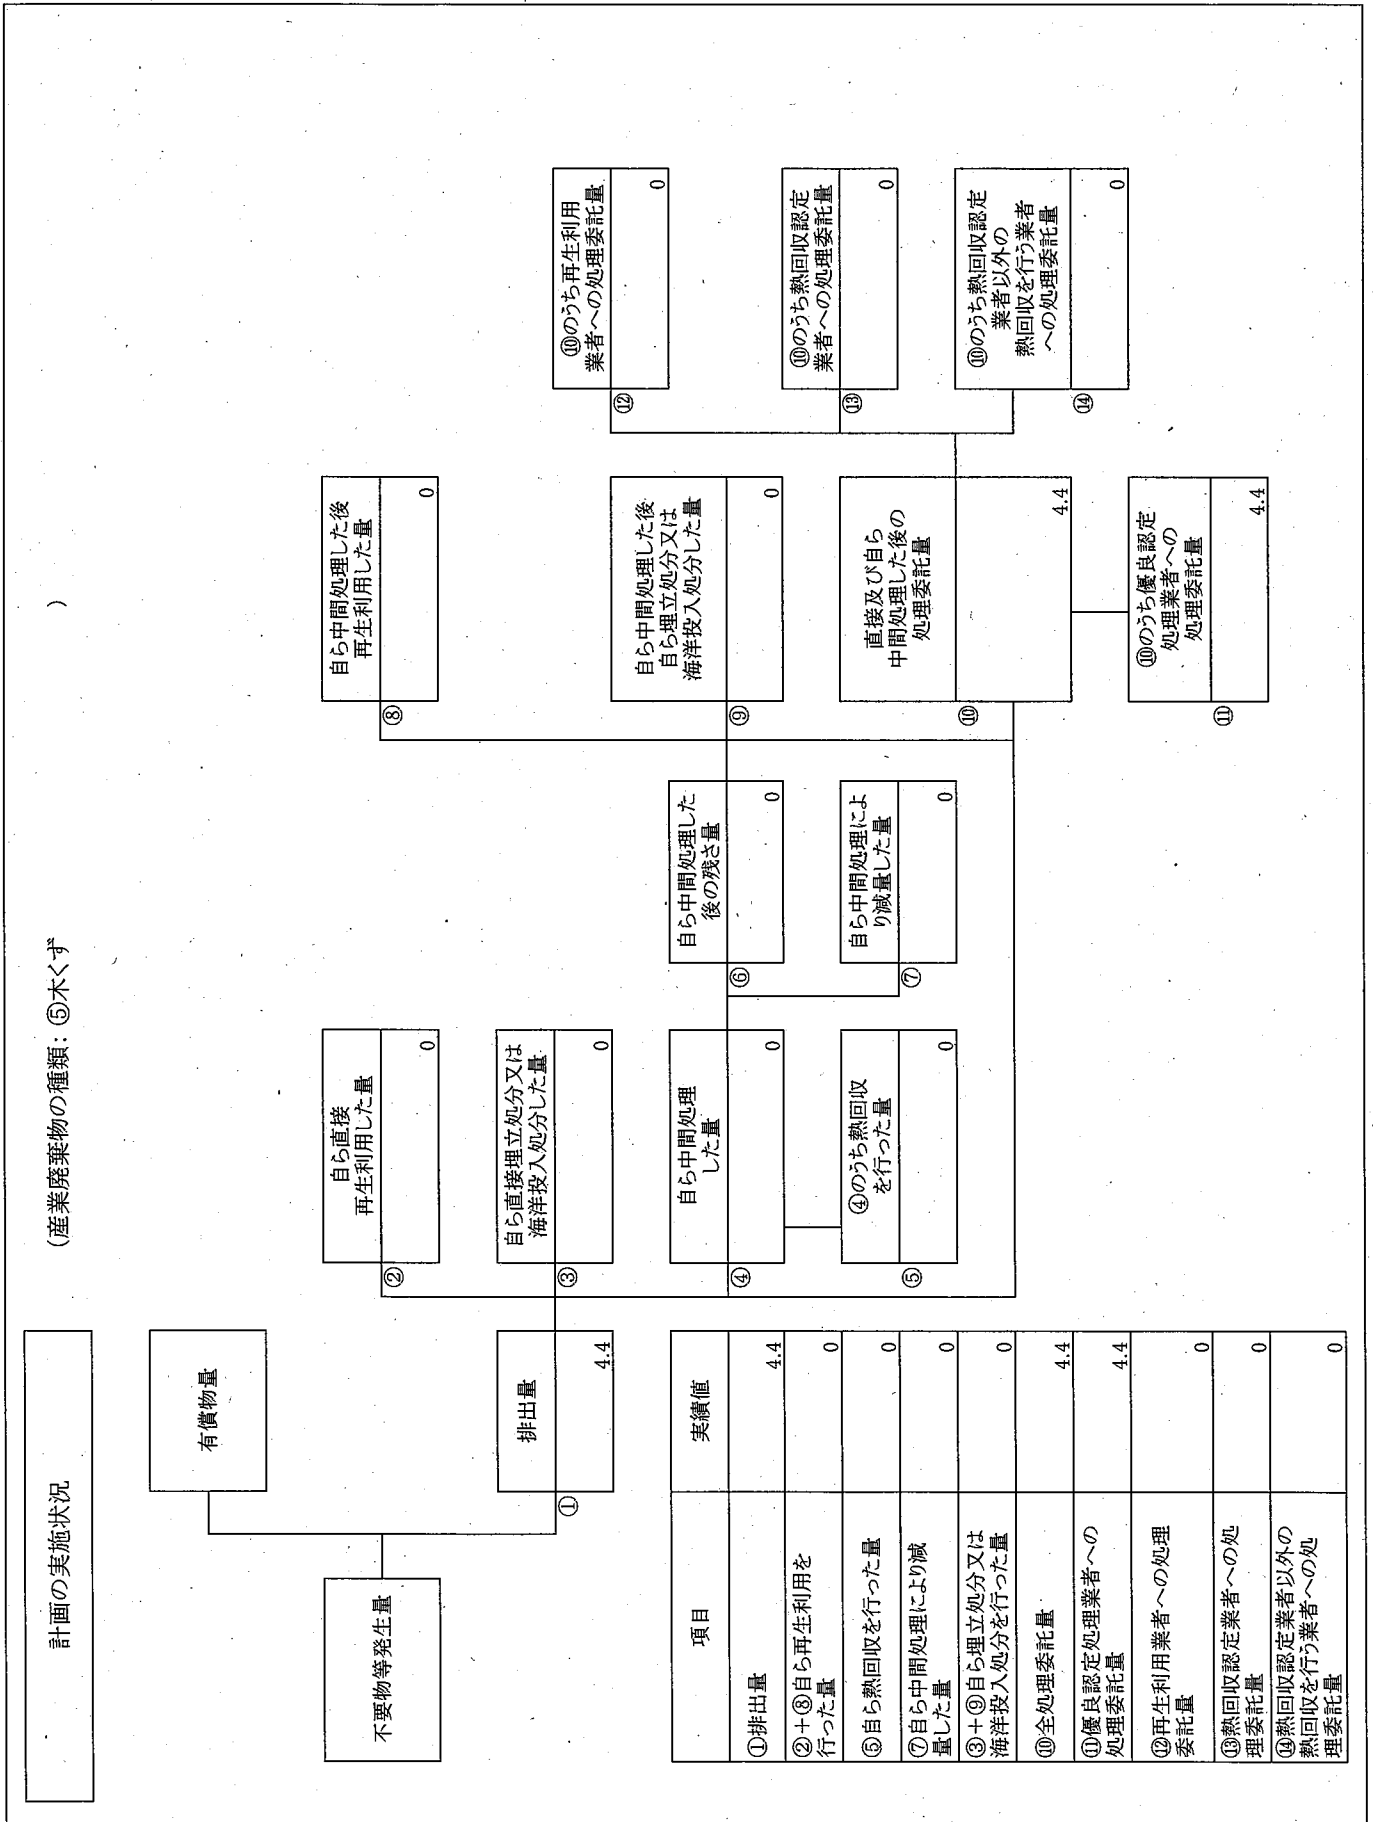 計画の実施状況
(産業廃棄物の種類：⑤木くず
)
不要物等発生量
有償物量
排出量
①
4.4
自ら直接
再生利用した量
②
0
自ら直接埋立処分又は
海洋投入処分した量
③
0
自ら中間処理
した量
④
0
④のうち熱回収
を行った量
⑤
0
自ら中間処理した
後の残さ量
⑥
0
自ら中間処理によ
り減量した量
⑦
0
自ら中間処理した後
再生利用した量
⑧
0
自ら中間処理した後
自ら埋立処分又は
海洋投入処分した量
⑨
0
直接及び自ら
中間処理した後の
処理委託量
⑩
4.4
⑩のうち優良認定
処理業者への
処理委託量
⑪
4.4
⑩のうち再生利用
業者への処理委託量
⑫
0
⑩のうち熱回収認定
業者への処理委託量
⑬
0
⑩のうち熱回収認定
業者以外の
熱回収を行う業者
への処理委託量
⑭
0
項目
実績値
①排出量
4.4
②＋⑧自ら再生利用を
行った量
0
⑤自ら熱回収を行った量
0
⑦自ら中間処理により減
量した量
0
③＋⑨自ら埋立処分又は
海洋投入処分を行った量
0
⑩全処理委託量
4.4
⑪優良認定処理業者への
処理委託量
4.4
⑫再生利用業者への処理
委託量
0
⑬熱回収認定業者への処
理委託量
0
⑭熱回収認定業者以外の
熱回収を行う業者への処
理委託量
0